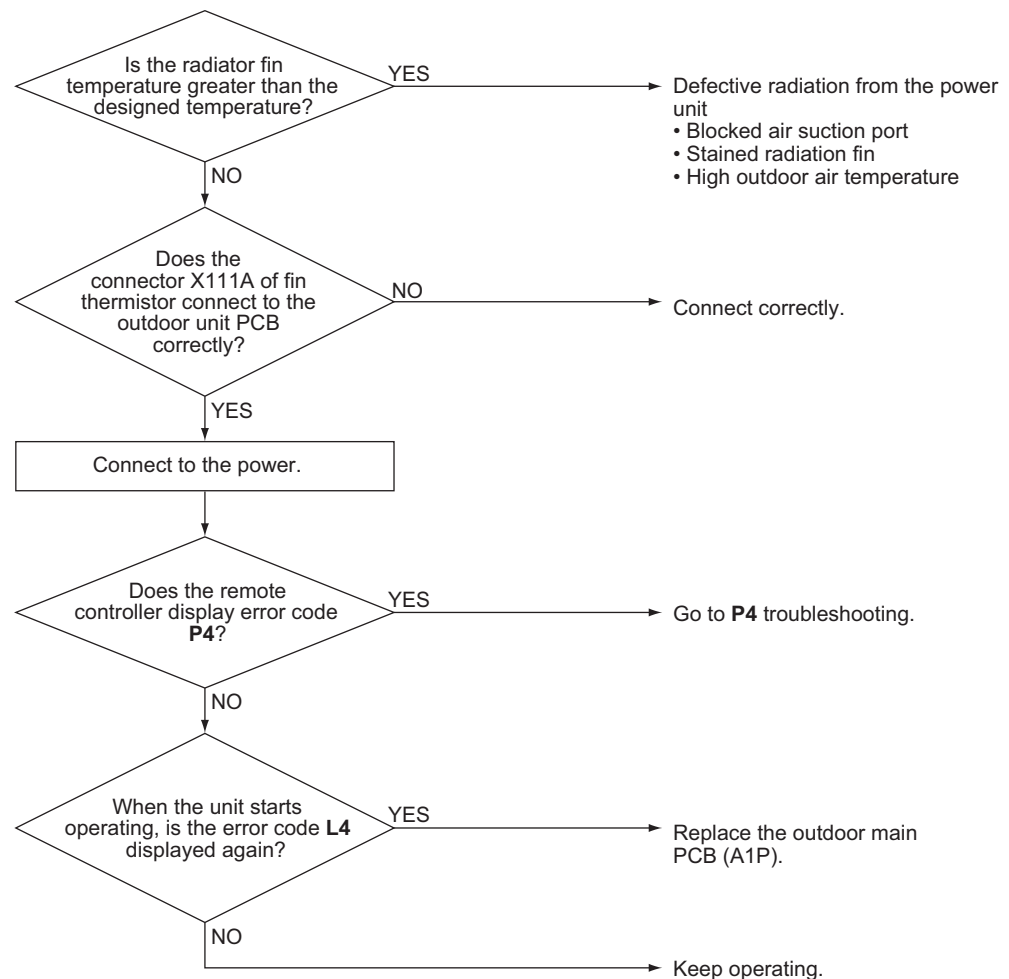 Is the radiator fin
temperature greater than the
designed temperature?
YES
Defective radiation from the power
unit
• Blocked air suction port
• Stained radiation fin
• High outdoor air temperature
NO
Does the
connector X111A of fin
thermistor connect to the
outdoor unit PCB
correctly?
NO
Connect correctly.
YES
Connect to the power.
Does the remote
controller display error code
P4?
YES
Go to P4 troubleshooting.
NO
When the unit starts
operating, is the error code L4
displayed again?
YES
Replace the outdoor main
PCB (A1P).
NO
Keep operating.